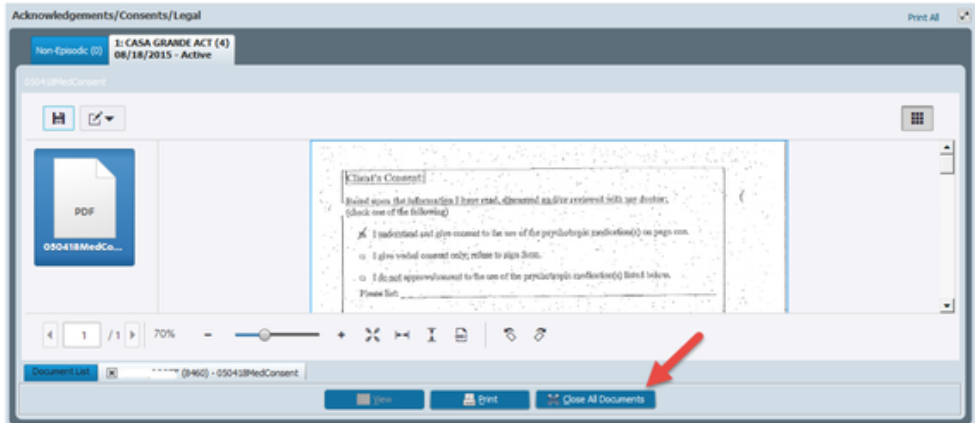 Acknowledgements/Consents/Legal
Print All
Non-Episodic (0)
1: CASA GRANDE ACT (4)
08/18/2015 - Active
050418MedConsent
PDF
050418MedCo...
Client's Consent:
Based upon the information I have read, discussed and/or reviewed with my doctor;
(check one of the following)
I understand and give consent to the use of the psychotropic medication(s) on page one.
I give verbal consent only; refuse to sign form.
I do not approve/consent to the use of the psychotropic medication(s) listed below.
Please list:
1 / 1 70%
Document List
(8460) - 050418MedConsent
View
Print
Close All Documents